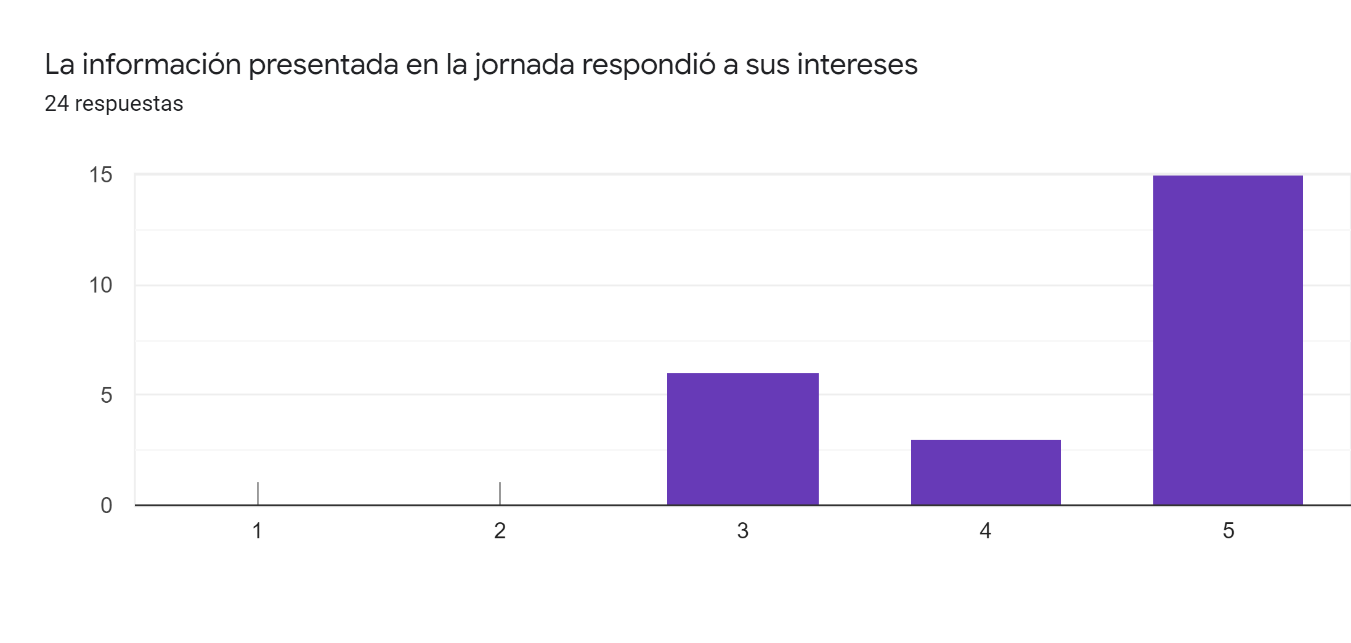 La información presentada en la jornada respondió a sus intereses
24 respuestas
15
10
5
0
1 2 3 4 5